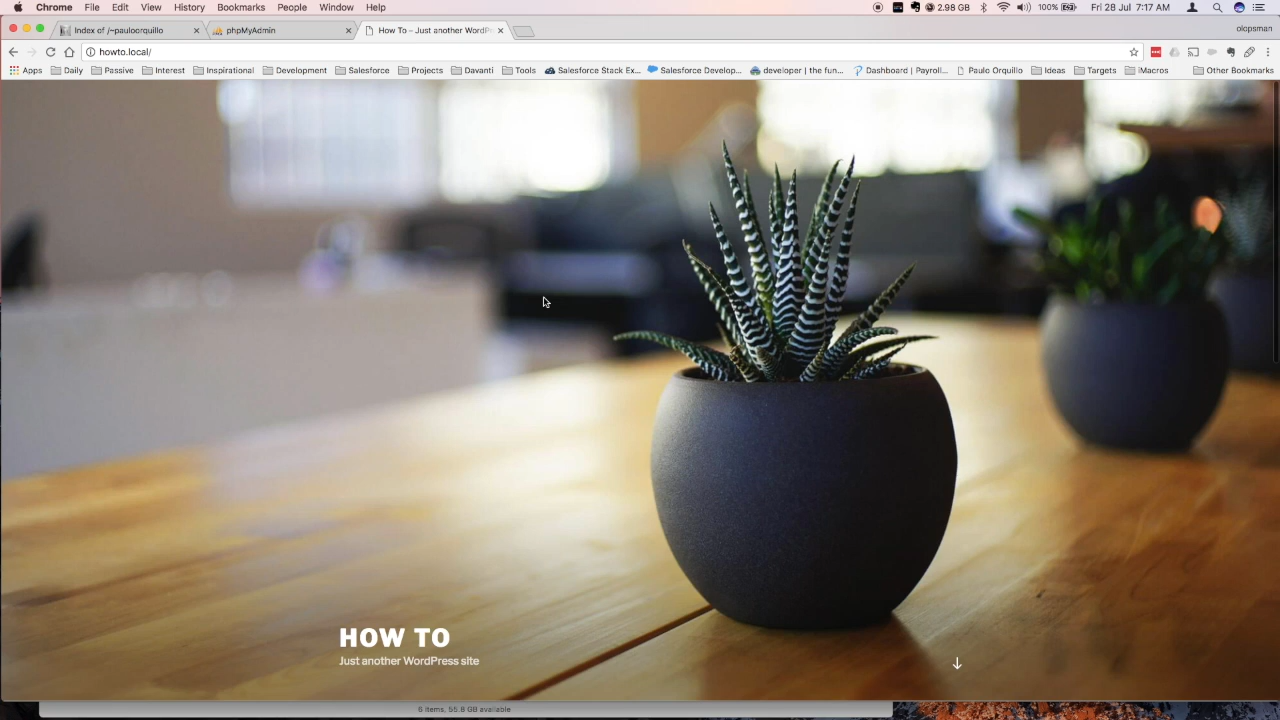 Chrome File Edit View History Bookmarks People Window Help 2.98 GB 100% Fri 28 Jul 7:17 AM
Index of /~pauloorquillo phpMyAdmin How To – Just another WordP olopsman
howto.local/
Apps Daily Passive Interest Inspirational Development Salesforce Projects Davanti Tools Salesforce Stack Ex... Salesforce Develop... developer | the fun... Dashboard | Payroll... Paulo Orquillo Ideas Targets iMacros Other Bookmarks
HOW TO
Just another WordPress site
6 items, 55.8 GB available